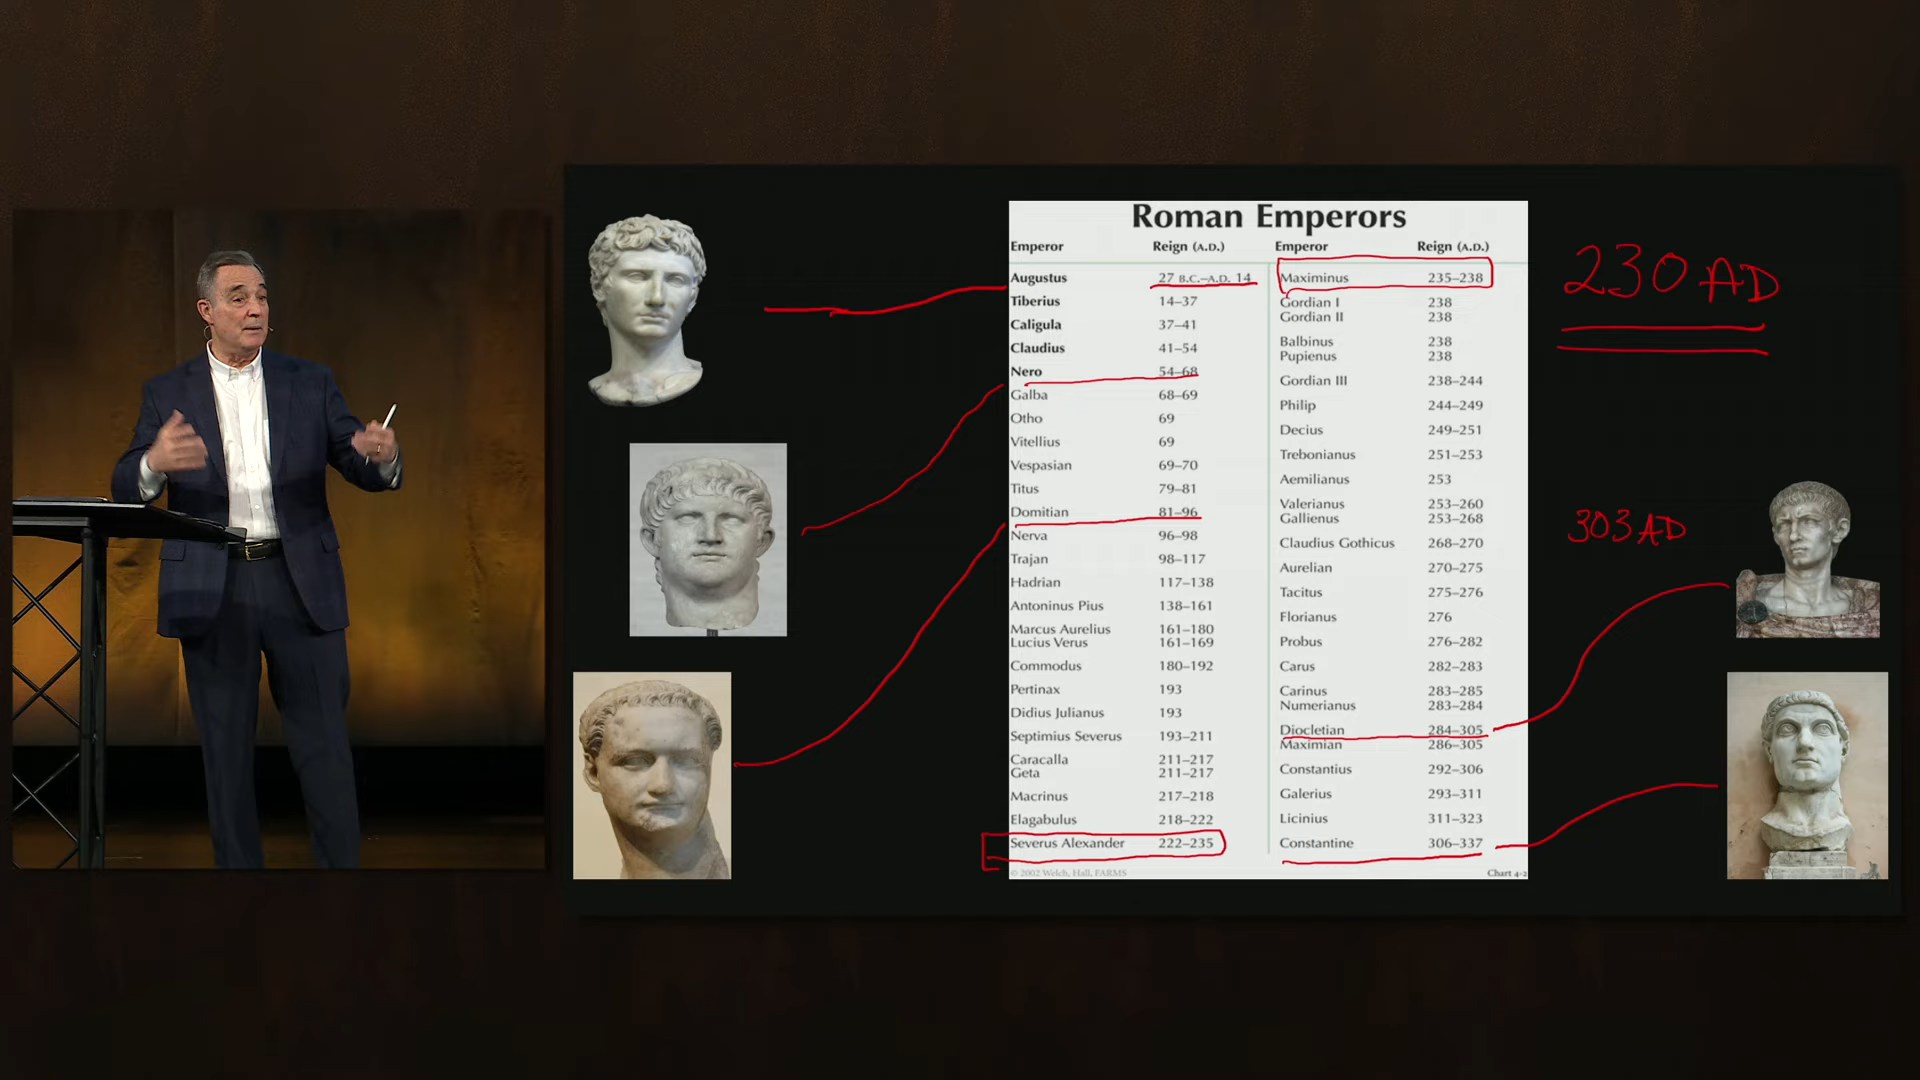 Roman Emperors
Emperor Reign (A.D.) Emperor Reign (A.D.)
Augustus 27 B.C.–A.D. 14
Tiberius 14–37
Caligula 37–41
Claudius 41–54
Nero 54–68
Galba 68–69
Otho 69
Vitellius 69
Vespasian 69–70
Titus 79–81
Domitian 81–96
Nerva 96–98
Trajan 98–117
Hadrian 117–138
Antoninus Pius 138–161
Marcus Aurelius 161–180
Lucius Verus 161–169
Commodus 180–192
Pertinax 193
Didius Julianus 193
Septimius Severus 193–211
Caracalla 211–217
Geta 211–217
Macrinus 217–218
Elagabulus 218–222
Severus Alexander 222–235
Maximinus 235–238
Gordian I 238
Gordian II 238
Balbinus 238
Pupienus 238
Gordian III 238–244
Philip 244–249
Decius 249–251
Trebonianus 251–253
Aemilianus 253
Valerianus 253–260
Gallienus 253–268
Claudius Gothicus 268–270
Aurelian 270–275
Tacitus 275–276
Florianus 276
Probus 276–282
Carus 282–283
Carinus 283–285
Numerianus 283–284
Diocletian 284–305
Maximian 286–305
Constantius 292–306
Galerius 293–311
Licinius 311–323
Constantine 306–337
© 2002 Welch, Hall, FARMS
Chart 4-2
230 AD
303 AD